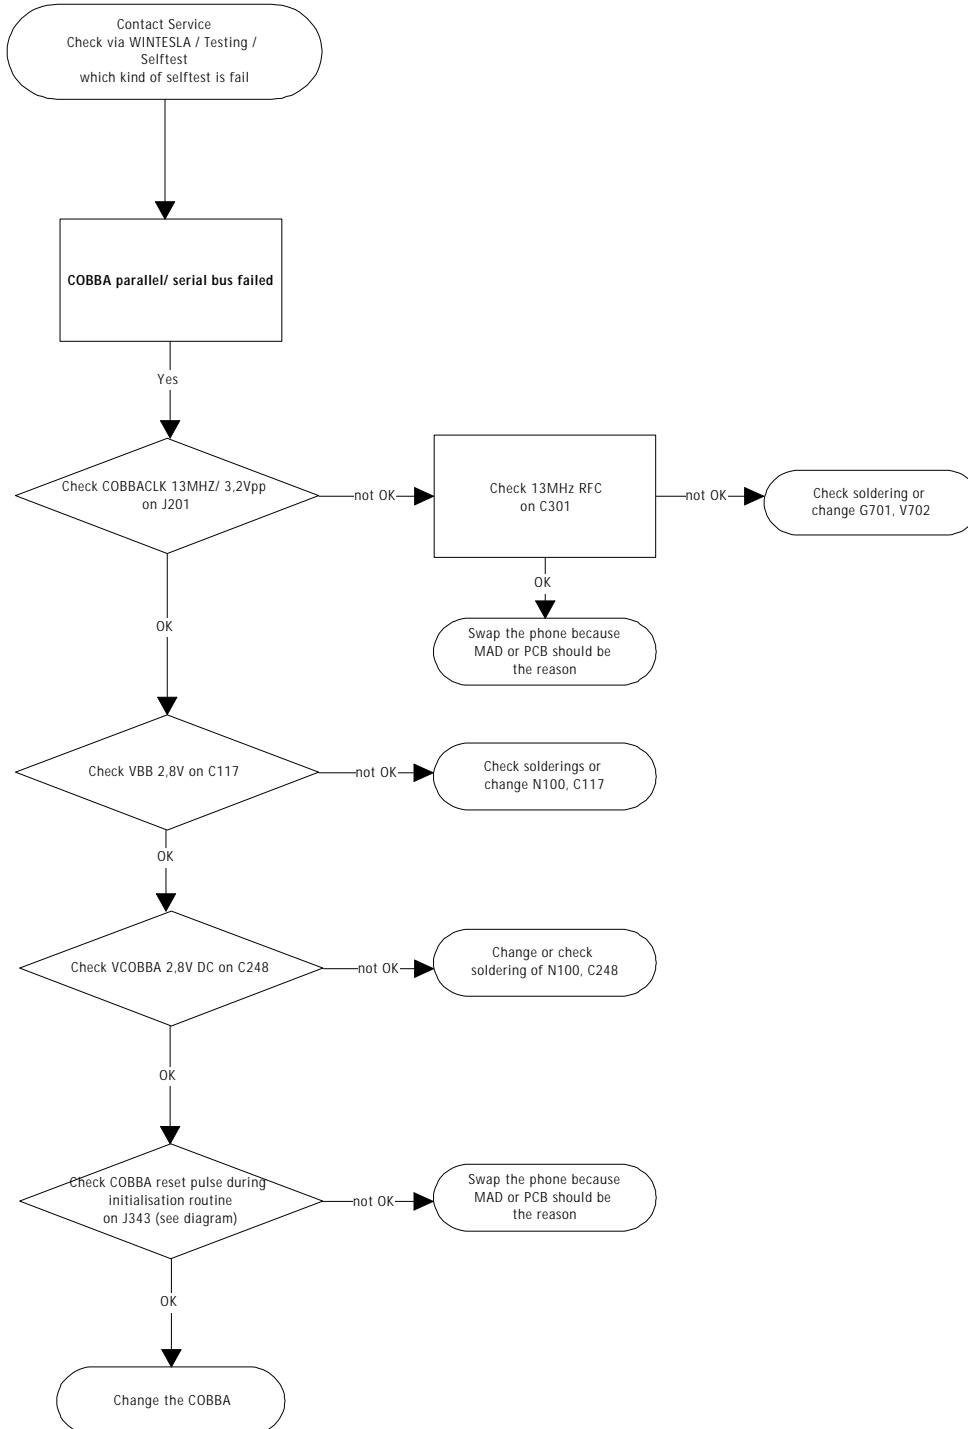 Contact Service
Check via WINTESLA / Testing /
Selftest
which kind of selftest is fail
COBBA parallel/ serial bus failed
Yes
Check COBBACLK 13MHZ/ 3,2Vpp
on J201
not OK
Check 13MHz RFC
on C301
not OK
Check soldering or
change G701, V702
OK
Swap the phone because
MAD or PCB should be
the reason
OK
Check VBB 2,8V on C117
not OK
Check solderings or
change N100, C117
OK
Check VCOBBA 2,8V DC on C248
not OK
Change or check
soldering of N100, C248
OK
Check COBBA reset pulse during
initialisation routine
on J343 (see diagram)
not OK
Swap the phone because
MAD or PCB should be
the reason
OK
Change the COBBA